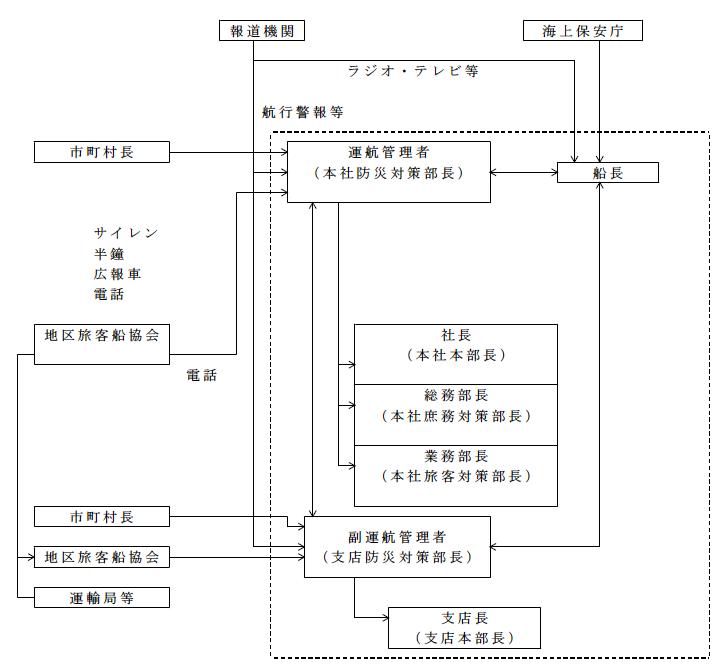 報道機関
海上保安庁
ラジオ・テレビ等
航行警報等
市町村長
運航管理者
（本社防災対策部長）
船長
サイレン
半鐘
広報車
電話
地区旅客船協会
電話
社長
（本社本部長）
総務部長
（本社庶務対策部長）
業務部長
（本社旅客対策部長）
市町村長
副運航管理者
（支店防災対策部長）
地区旅客船協会
運輸局等
支店長
（支店本部長）